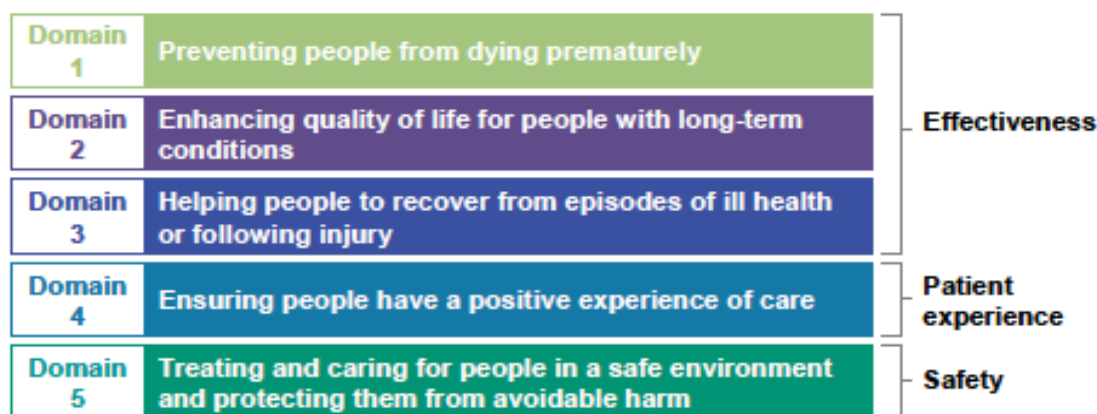 Domain
1
Preventing people from dying prematurely
Domain
2
Enhancing quality of life for people with long-term
conditions
Domain
3
Helping people to recover from episodes of ill health
or following injury
Effectiveness
Domain
4
Ensuring people have a positive experience of care
Patient
experience
Domain
5
Treating and caring for people in a safe environment
and protecting them from avoidable harm
Safety